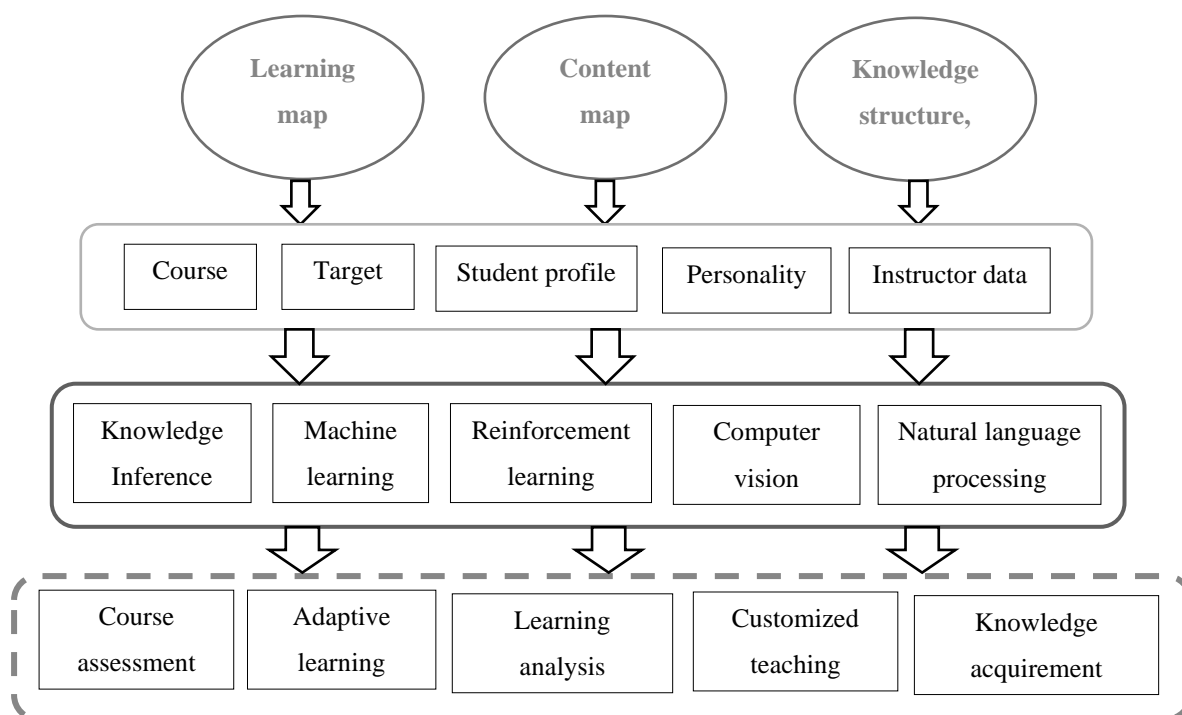 Learning
map
Content
map
Knowledge
structure,
Course
Target
Student profile
Personality
Instructor data
Knowledge
Inference
Machine
learning
Reinforcement
learning
Computer
vision
Natural language
processing
Course
assessment
Adaptive
learning
Learning
analysis
Customized
teaching
Knowledge
acquirement